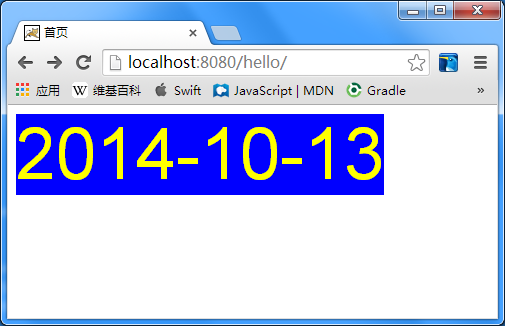 首页
localhost:8080/hello/
应用 W 维基百科 Swift JavaScript | MDN Gradle »
2014-10-13